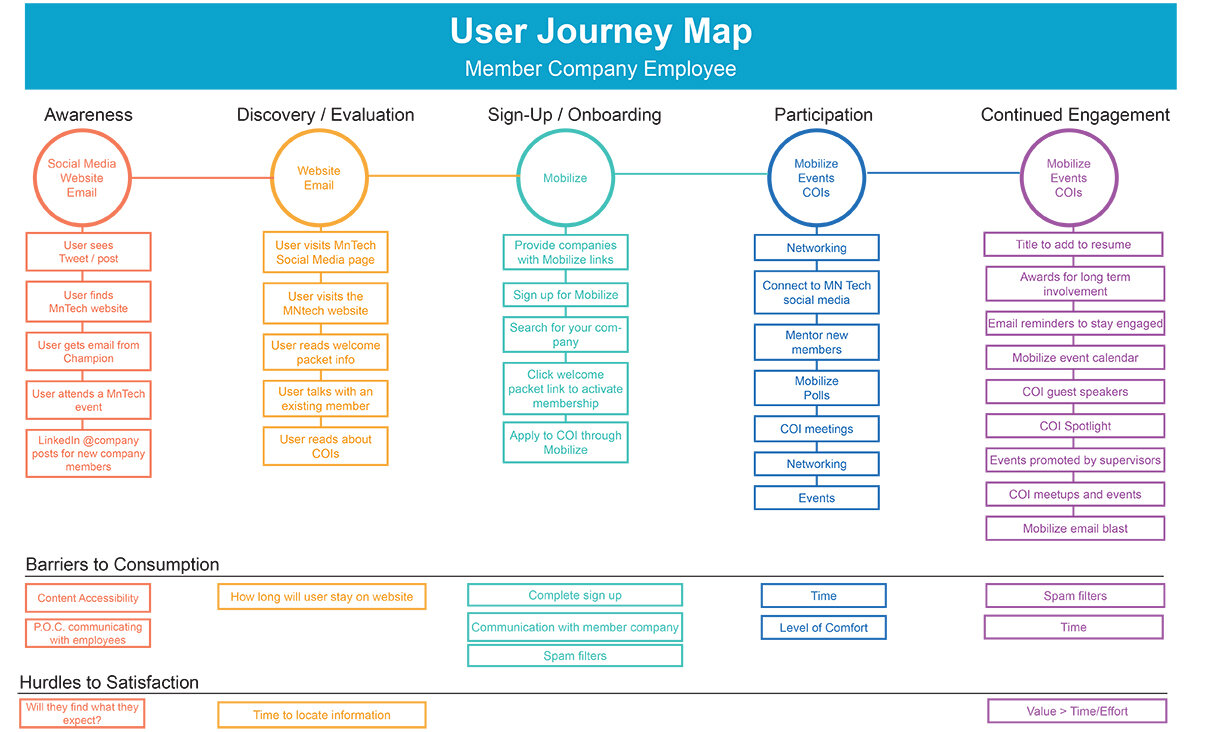 User Journey Map
Member Company Employee
Awareness
Social Media
Website
Email
User sees
Tweet / post
User finds
MnTech website
User gets email from
Champion
User attends a MnTech
event
LinkedIn @company
posts for new company
members
Discovery / Evaluation
Website
Email
User visits MnTech
Social Media page
User visits the
MNtech website
User reads welcome
packet info
User talks with an
existing member
User reads about
COIs
Sign-Up / Onboarding
Mobilize
Provide companies
with Mobilize links
Sign up for Mobilize
Search for your com-
pany
Click welcome
packet link to activate
membership
Apply to COI through
Mobilize
Participation
Mobilize
Events
COIs
Networking
Connect to MN Tech
social media
Mentor new
members
Mobilize
Polls
COI meetings
Networking
Events
Continued Engagement
Mobilize
Events
COIs
Title to add to resume
Awards for long term
involvement
Email reminders to stay engaged
Mobilize event calendar
COI guest speakers
COI Spotlight
Events promoted by supervisors
COI meetups and events
Mobilize email blast
Barriers to Consumption
Content Accessibility
P.O.C. communicating
with employees
How long will user stay on website
Complete sign up
Communication with member company
Spam filters
Time
Level of Comfort
Spam filters
Time
Hurdles to Satisfaction
Will they find what they
expect?
Time to locate information
Value > Time/Effort